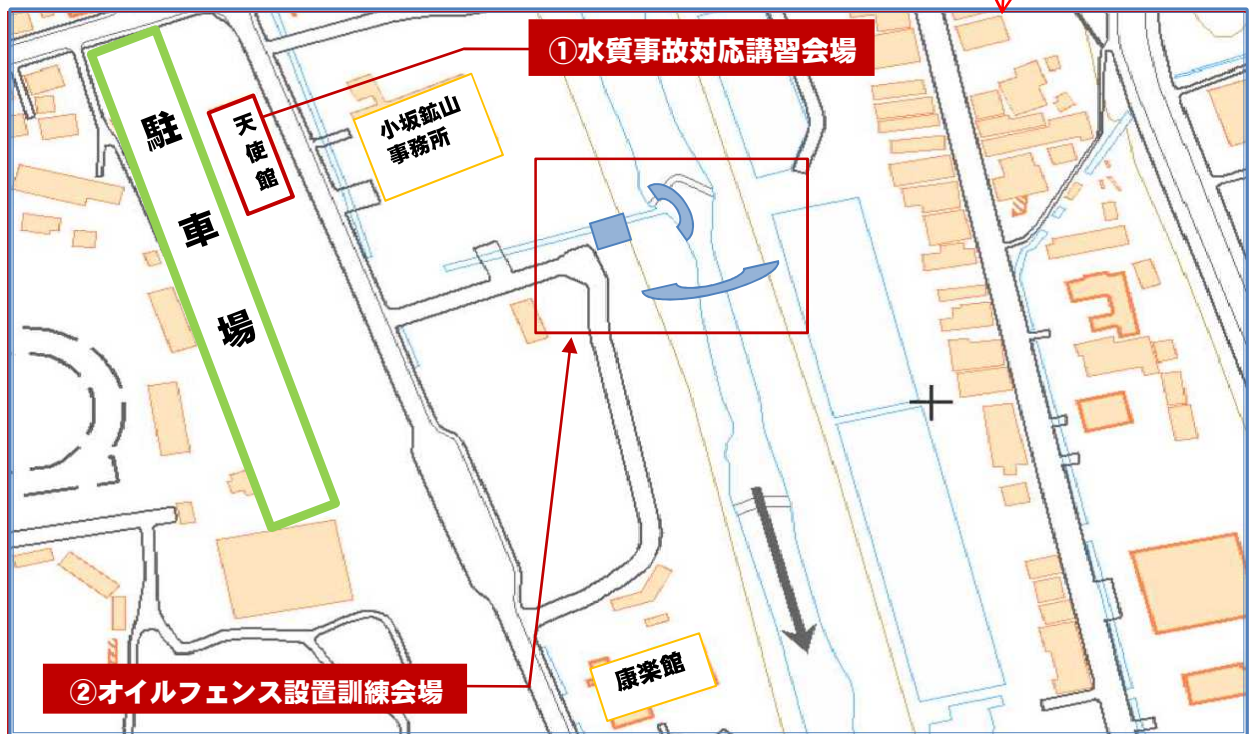 ①水質事故対応講習会場
駐車場
天使館
小坂鉱山
事務所
康楽館
②オイルフェンス設置訓練会場